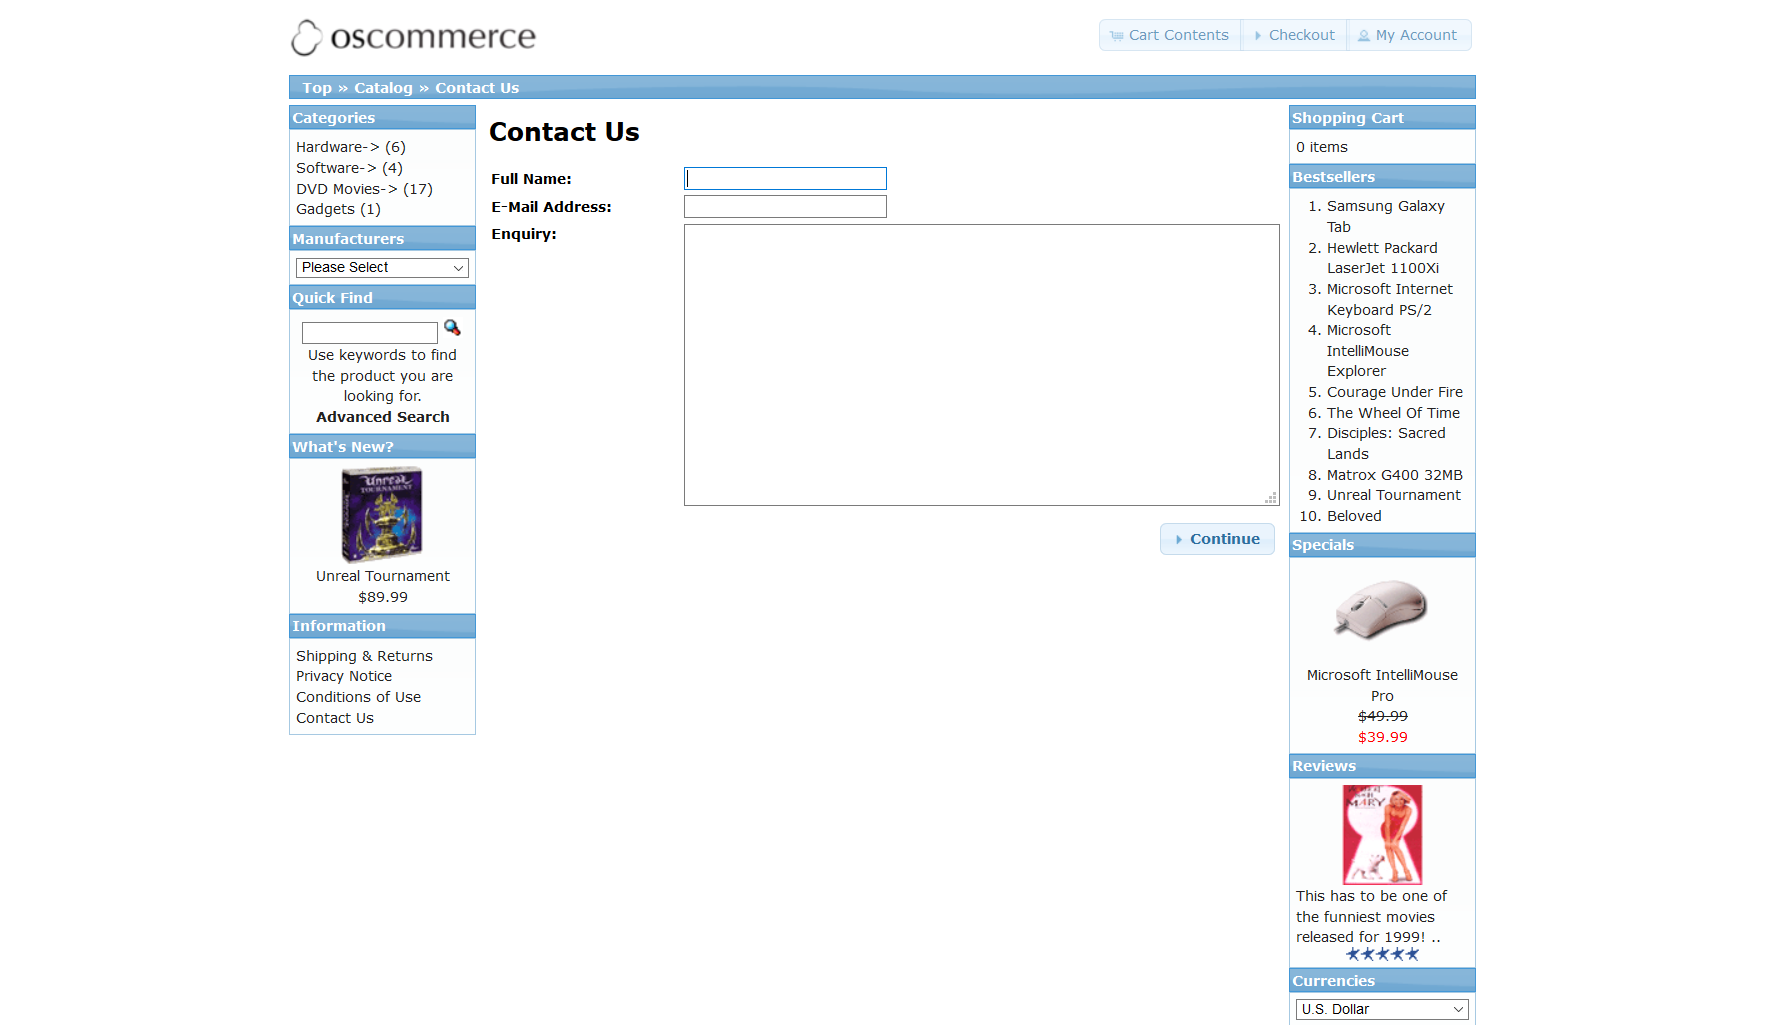 oscommerce
Cart Contents
Checkout
My Account
Top » Catalog » Contact Us
Categories
Hardware-> (6)
Software-> (4)
DVD Movies-> (17)
Gadgets (1)
Manufacturers
Please Select
Quick Find
Use keywords to find
the product you are
looking for.
Advanced Search
What's New?
Unreal
TOURNAMENT
Unreal Tournament
$89.99
Information
Shipping & Returns
Privacy Notice
Conditions of Use
Contact Us
Contact Us
Full Name:
E-Mail Address:
Enquiry:
Continue
Shopping Cart
0 items
Bestsellers
1. Samsung Galaxy
Tab
2. Hewlett Packard
LaserJet 1100Xi
3. Microsoft Internet
Keyboard PS/2
4. Microsoft
IntelliMouse
Explorer
5. Courage Under Fire
6. The Wheel Of Time
7. Disciples: Sacred
Lands
8. Matrox G400 32MB
9. Unreal Tournament
10. Beloved
Specials
Microsoft IntelliMouse
Pro
$49.99
$39.99
Reviews
MARY
This has to be one of
the funniest movies
released for 1999! ..
Currencies
U.S. Dollar